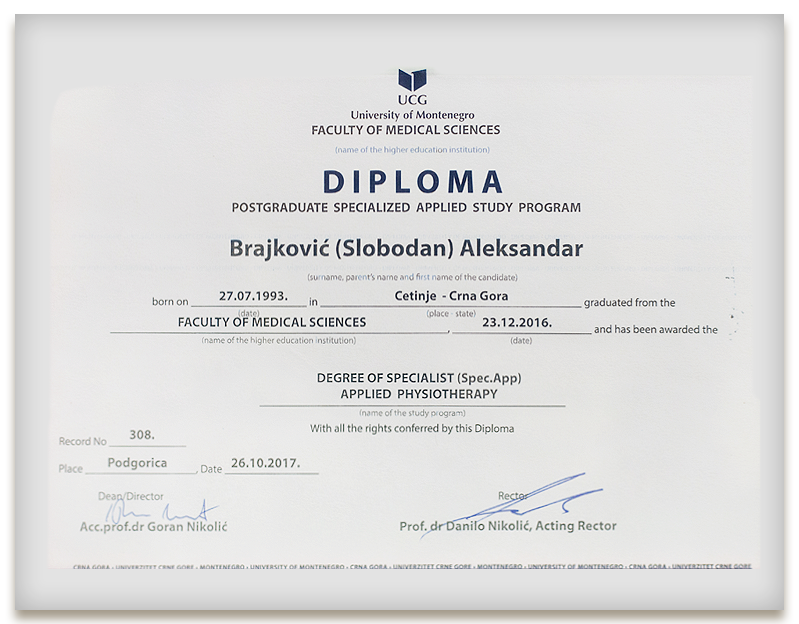 UCG
University of Montenegro
FACULTY OF MEDICAL SCIENCES
(name of the higher education institution)
DIPLOMA
POSTGRADUATE SPECIALIZED APPLIED STUDY PROGRAM
Brajković (Slobodan) Aleksandar
(surname, parent's name and first name of the candidate)
born on 27.07.1993. in Cetinje - Crna Gora graduated from the
(date) (place - state)
FACULTY OF MEDICAL SCIENCES, 23.12.2016. and has been awarded the
(name of the higher education institution) (date)
DEGREE OF SPECIALIST (Spec.App)
APPLIED PHYSIOTHERAPY
(name of the study program)
With all the rights conferred by this Diploma
Record No 308.
Place Podgorica, Date 26.10.2017.
Dean/Director Rector
Acc.prof.dr Goran Nikolić Prof. dr Danilo Nikolić, Acting Rector
CRNA GORA - UNIVERZITET CRNE GORE - MONTENEGRO - UNIVERSITY OF MONTENEGRO - CRNA GORA - UNIVERZITET CRNE GORE - MONTENEGRO - UNIVERSITY OF MONTENEGRO - CRNA GORA - UNIVERZITET CRNE GORE